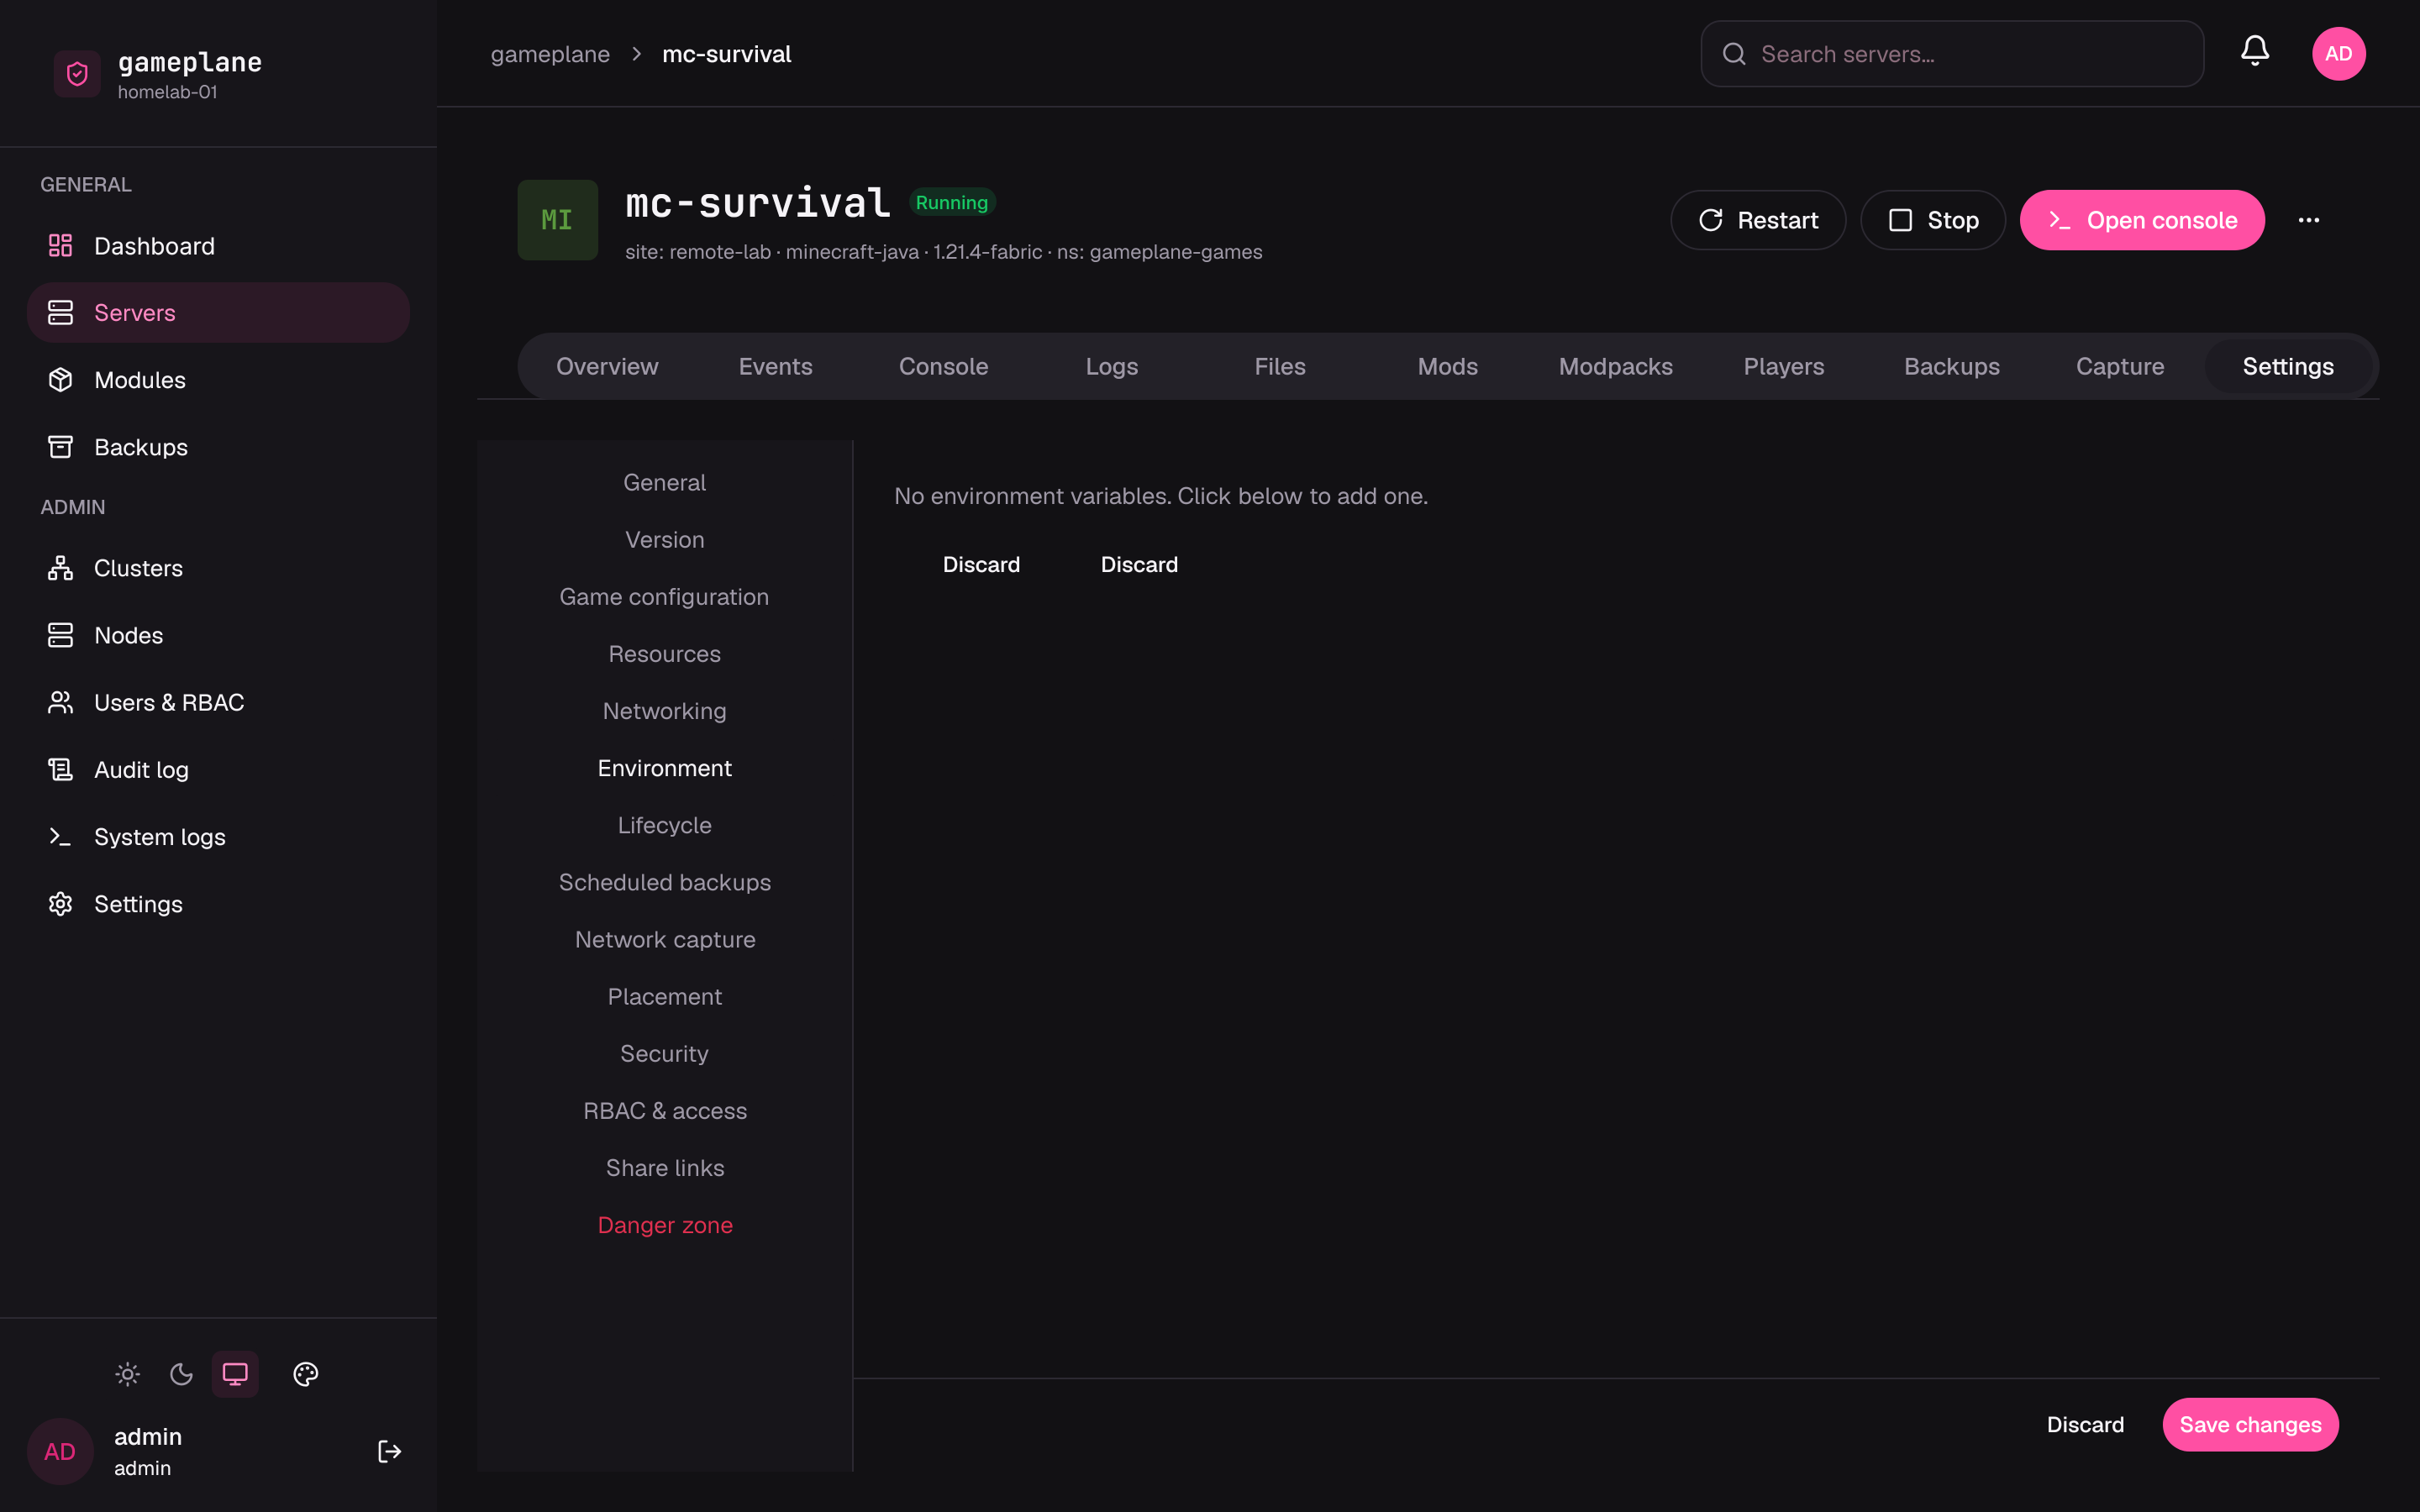 gameplane
homelab-01
GENERAL
Dashboard
Servers
Modules
Backups
ADMIN
Clusters
Nodes
Users & RBAC
Audit log
System logs
Settings
AD
admin
admin
gameplane > mc-survival
Search servers...
AD
MI
mc-survival
Running
site: remote-lab · minecraft-java · 1.21.4-fabric · ns: gameplane-games
Restart
Stop
Open console
Overview
Events
Console
Logs
Files
Mods
Modpacks
Players
Backups
Capture
Settings
General
Version
Game configuration
Resources
Networking
Environment
Lifecycle
Scheduled backups
Network capture
Placement
Security
RBAC & access
Share links
Danger zone
No environment variables. Click below to add one.
Discard
Discard
Discard
Save changes